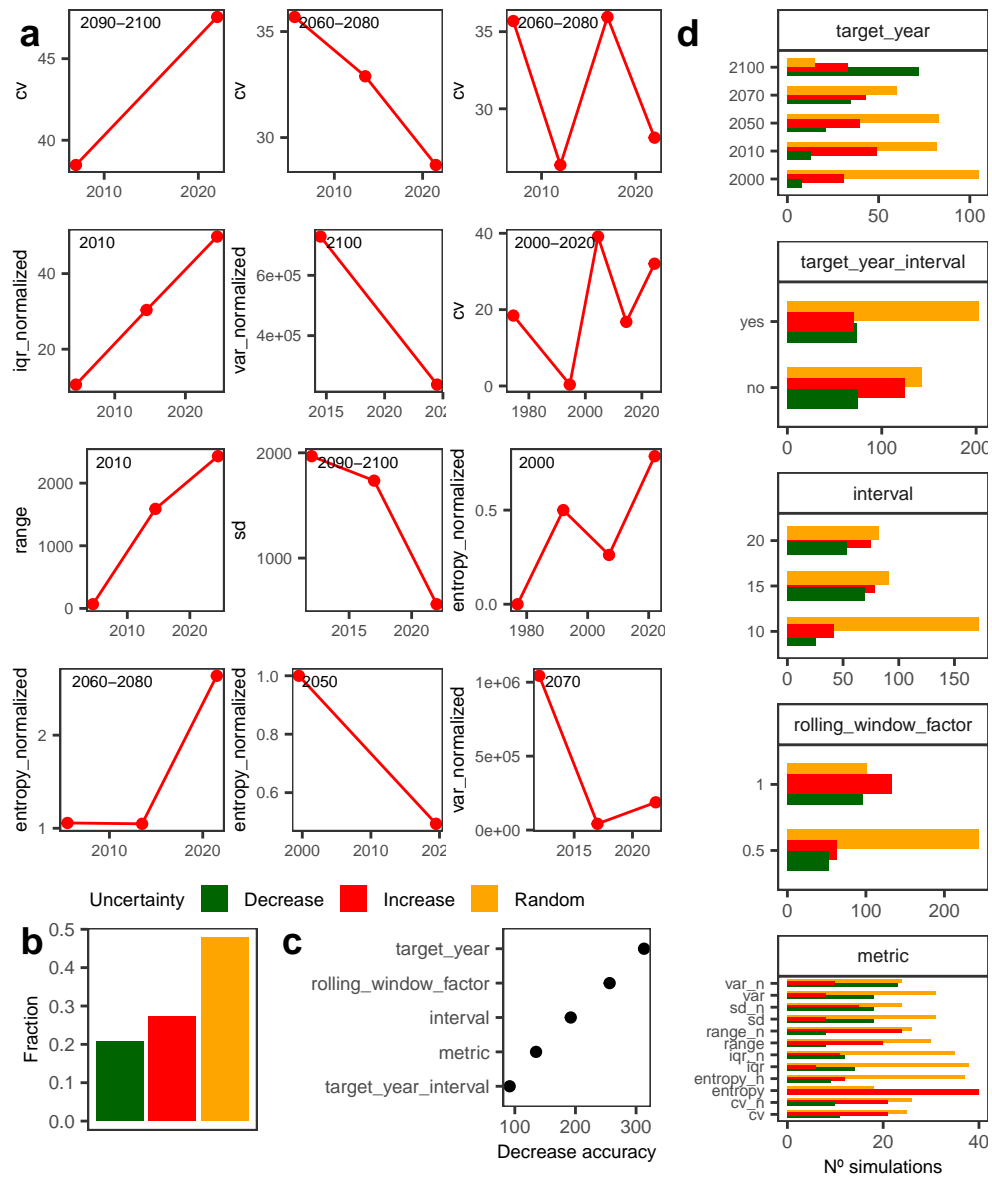 a
2090−2100
cv
45
40
2010
2020
2060−2080
cv
35
30
2010
2020
2060−2080
cv
35
30
2010
2020
2010
iqr_normalized
40
20
2010
2020
2100
var_normalized
6e+05
4e+05
2015
2020
2000−2020
cv
40
20
0
1980
2000
2020
2010
range
2000
1500
1000
500
0
2010
2020
2090−2100
sd
2000
1000
2015
2020
2000
entropy_normalized
0.5
0.0
1980
2000
2020
2060−2080
entropy_normalized
2
1
2010
2020
2050
entropy_normalized
1.0
0.8
0.6
2000
2010
2070
var_normalized
1e+06
5e+05
0e+00
2015
2020
Uncertainty Decrease Increase Random
b
Fraction
0.5
0.4
0.3
0.2
0.1
0.0
c
target_year
rolling_window_factor
interval
metric
target_year_interval
100 200 300
Decrease accuracy
d
target_year
2100
2070
2050
2010
2000
0 50 100
target_year_interval
yes
no
0 100 200
interval
20
15
10
0 50 100 150
rolling_window_factor
1
0.5
0 100 200
metric
var_n
var
sd_n
sd
range_n
range
iqr_n
iqr
entropy_n
entropy
cv_n
cv
0 20 40
Nº simulations